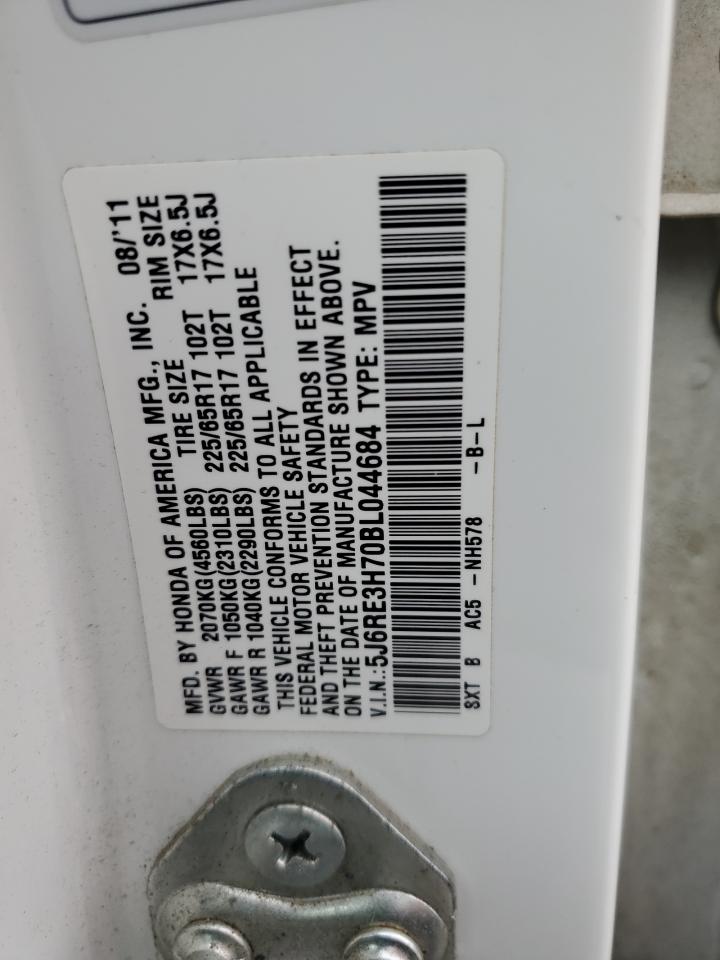 MFD. BY HONDA OF AMERICA MFG., INC. 08/'11
GVWR 2070KG(4560LBS) TIRE SIZE RIM SIZE
GAWR F 1050KG(2310LBS) 225/65R17 102T 17X6.5J
GAWR R 1040KG(2290LBS) 225/65R17 102T 17X6.5J
THIS VEHICLE CONFORMS TO ALL APPLICABLE
FEDERAL MOTOR VEHICLE SAFETY
AND THEFT PREVENTION STANDARDS IN EFFECT
ON THE DATE OF MANUFACTURE SHOWN ABOVE.
V.I.N.:5J6RE3H70BL044684 TYPE: MPV
SXT B AC5 -NH578 -B-L